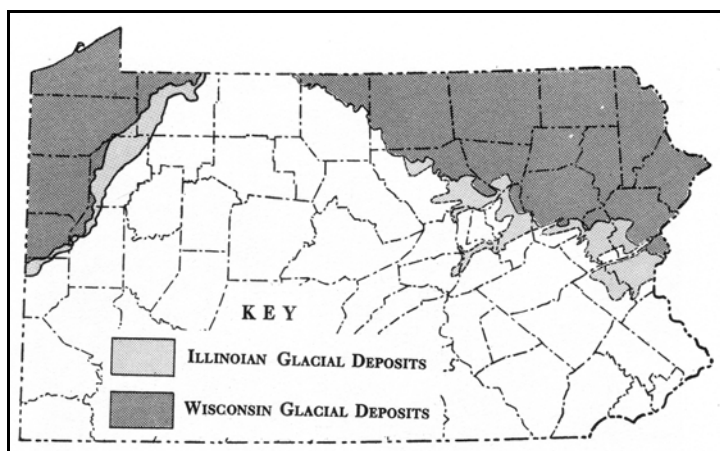 KEY
ILLINOIAN GLACIAL DEPOSITS
WISCONSIN GLACIAL DEPOSITS